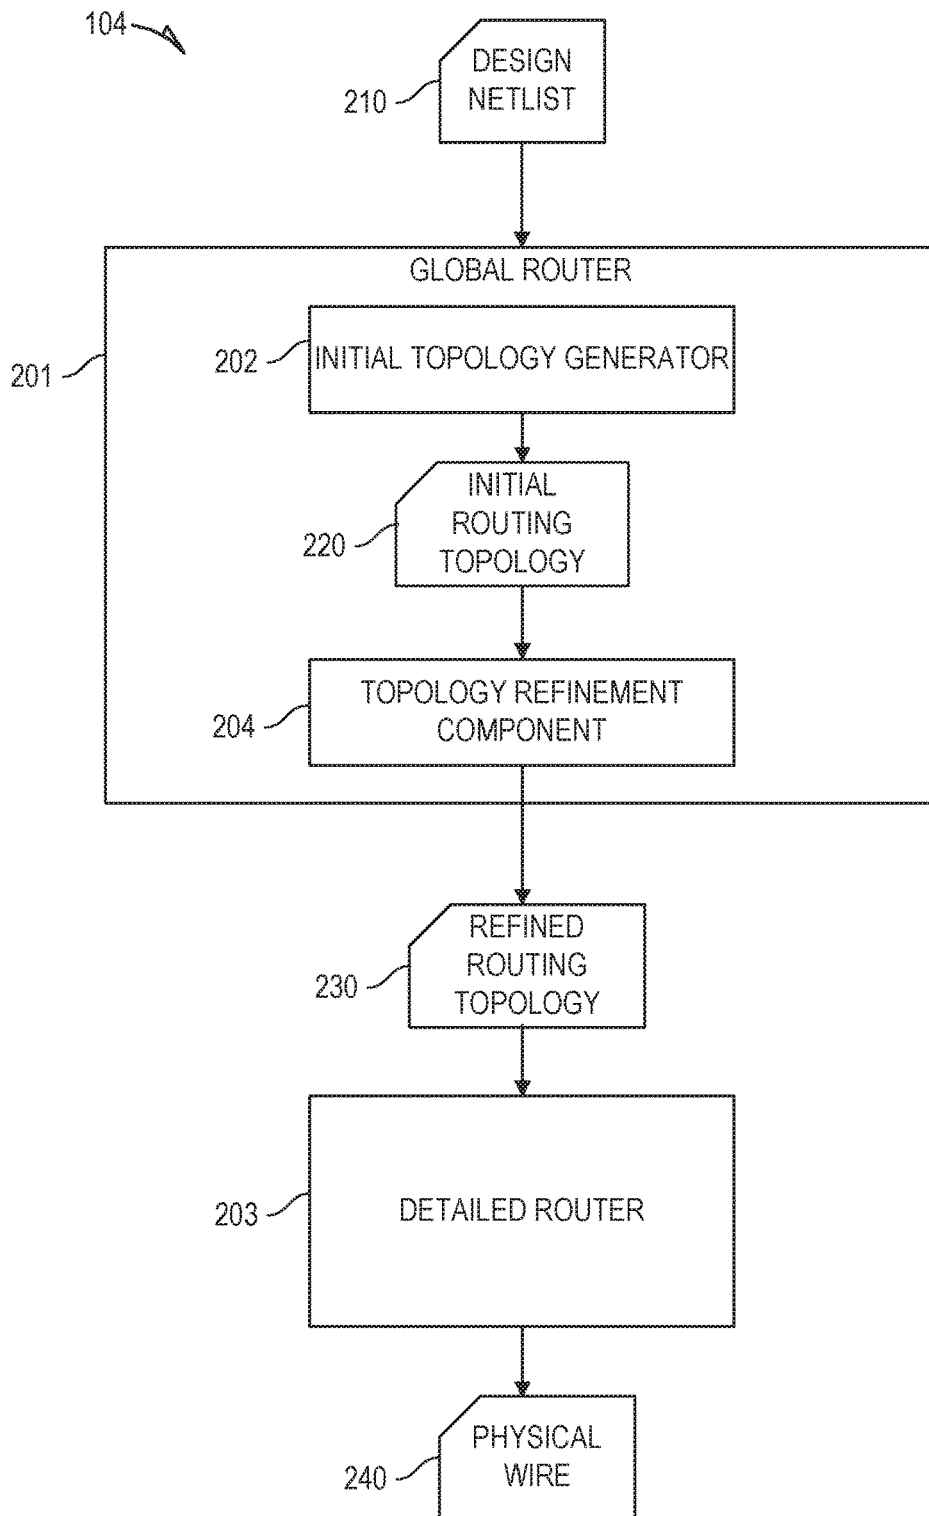 104
DESIGN
NETLIST
210
GLOBAL ROUTER
202
INITIAL TOPOLOGY GENERATOR
201
INITIAL
ROUTING
TOPOLOGY
220
TOPOLOGY REFINEMENT
COMPONENT
204
REFINED
ROUTING
TOPOLOGY
230
DETAILED ROUTER
203
PHYSICAL
WIRE
240